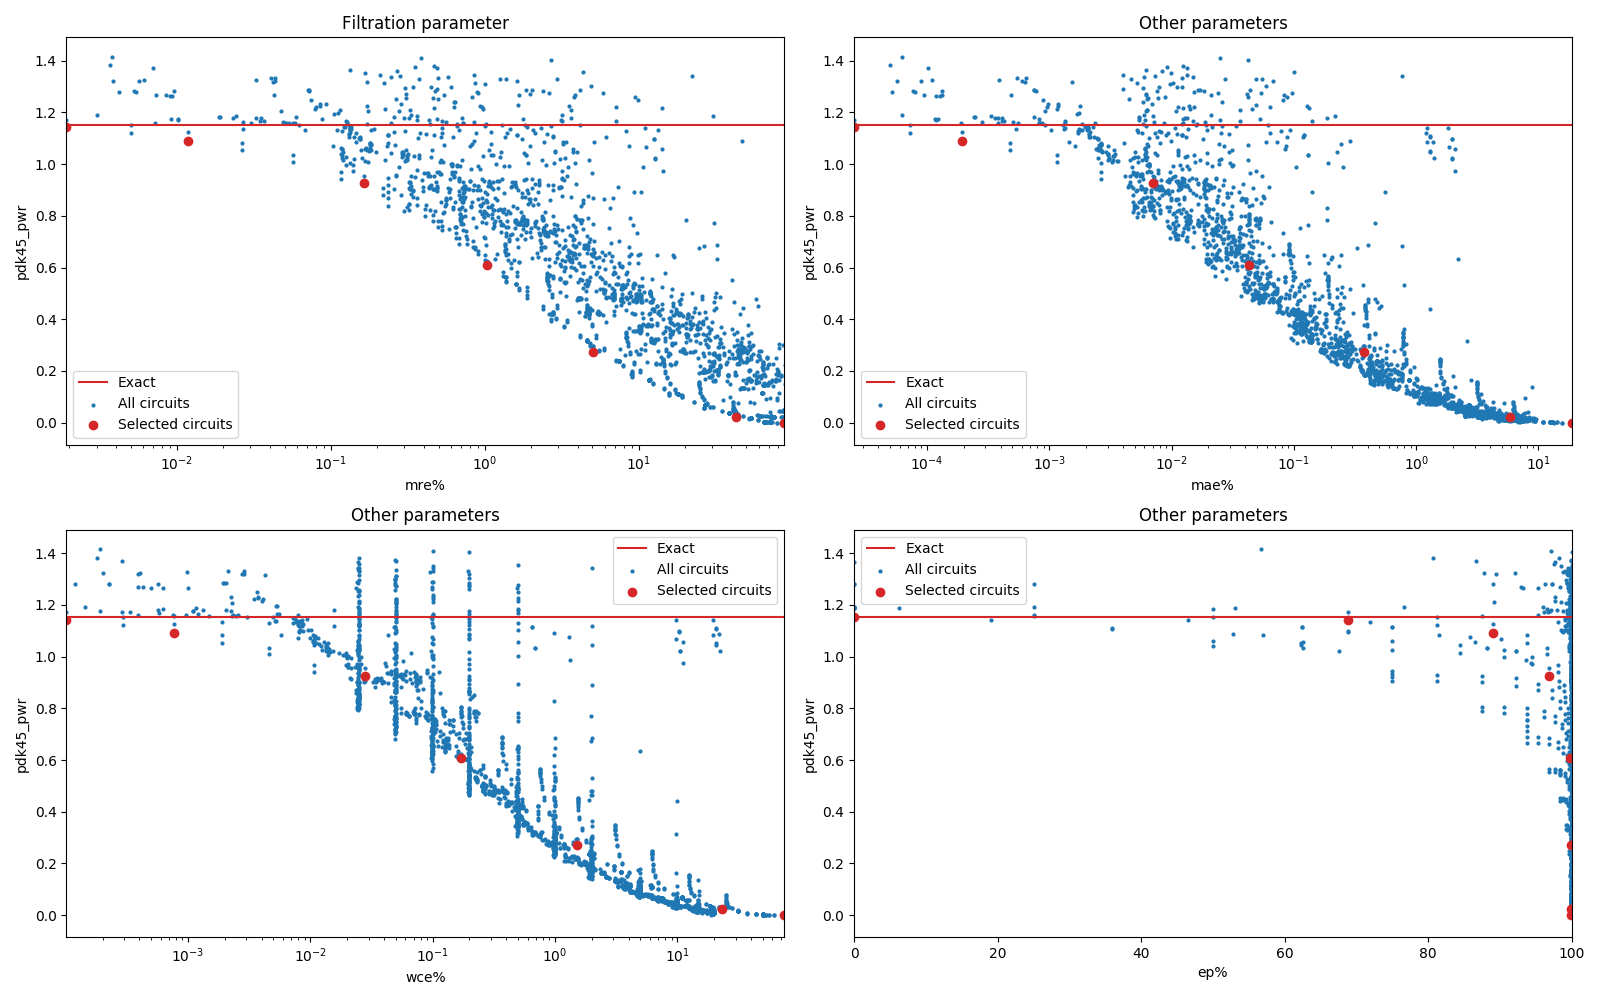 Filtration parameter
1.4
1.2
1.0
0.8
0.6
0.4
0.2
0.0
pdk45_pwr
Exact
All circuits
Selected circuits
10⁻² 10⁻¹ 10⁰ 10¹
mre%
Other parameters
1.4
1.2
1.0
0.8
0.6
0.4
0.2
0.0
pdk45_pwr
Exact
All circuits
Selected circuits
10⁻⁴ 10⁻³ 10⁻² 10⁻¹ 10⁰ 10¹
mae%
Other parameters
1.4
1.2
1.0
0.8
0.6
0.4
0.2
0.0
pdk45_pwr
Exact
All circuits
Selected circuits
10⁻³ 10⁻² 10⁻¹ 10⁰ 10¹
wce%
Other parameters
1.4
1.2
1.0
0.8
0.6
0.4
0.2
0.0
pdk45_pwr
Exact
All circuits
Selected circuits
0 20 40 60 80 100
ep%